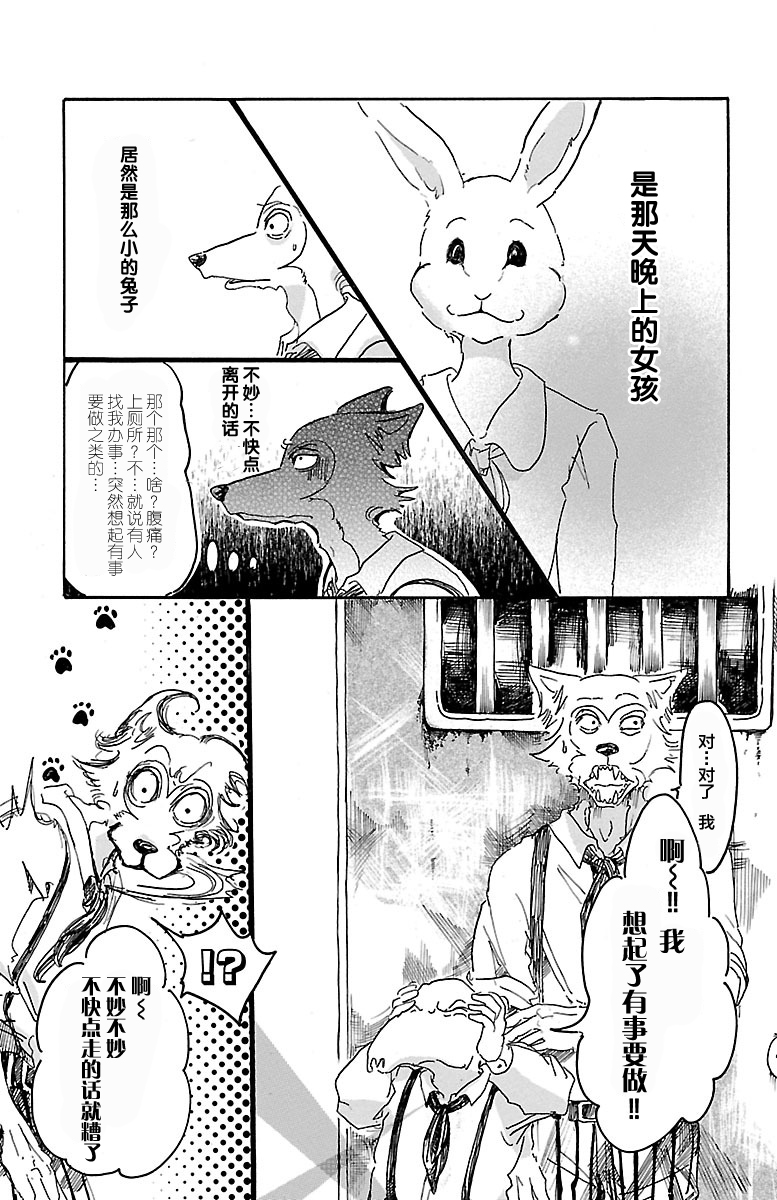 是那天晚上的女孩
居然是那么小的兔子
不妙…不快点
离开的话
那个那个…啥？腹痛？
上厕所？不…就说有人
找我办事…突然想起有事
要做之类的…
对…对了 我
啊～!! 我
想起了有事要做!!
!?
啊～
不妙不妙
不快点走的话就糟了